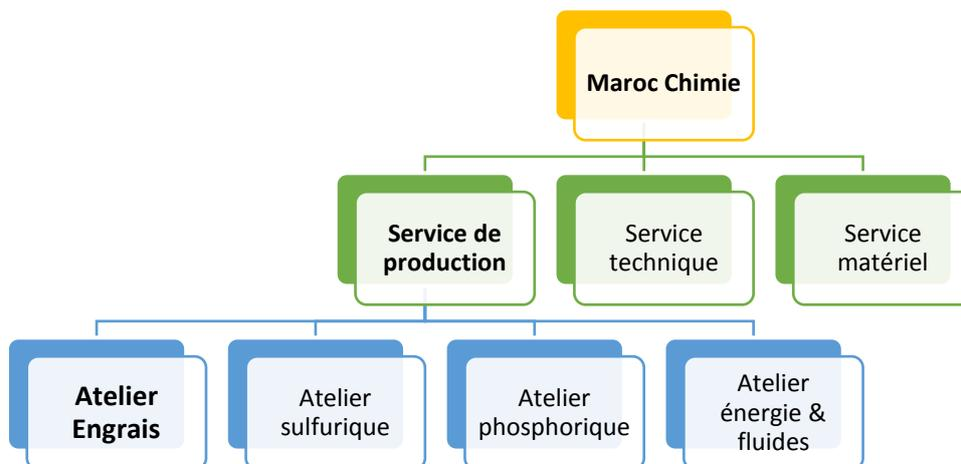 Maroc Chimie
Service de
production
Service
technique
Service
matériel
Atelier
Engrais
Atelier
sulfurique
Atelier
phosphorique
Atelier
énergie &
fluides